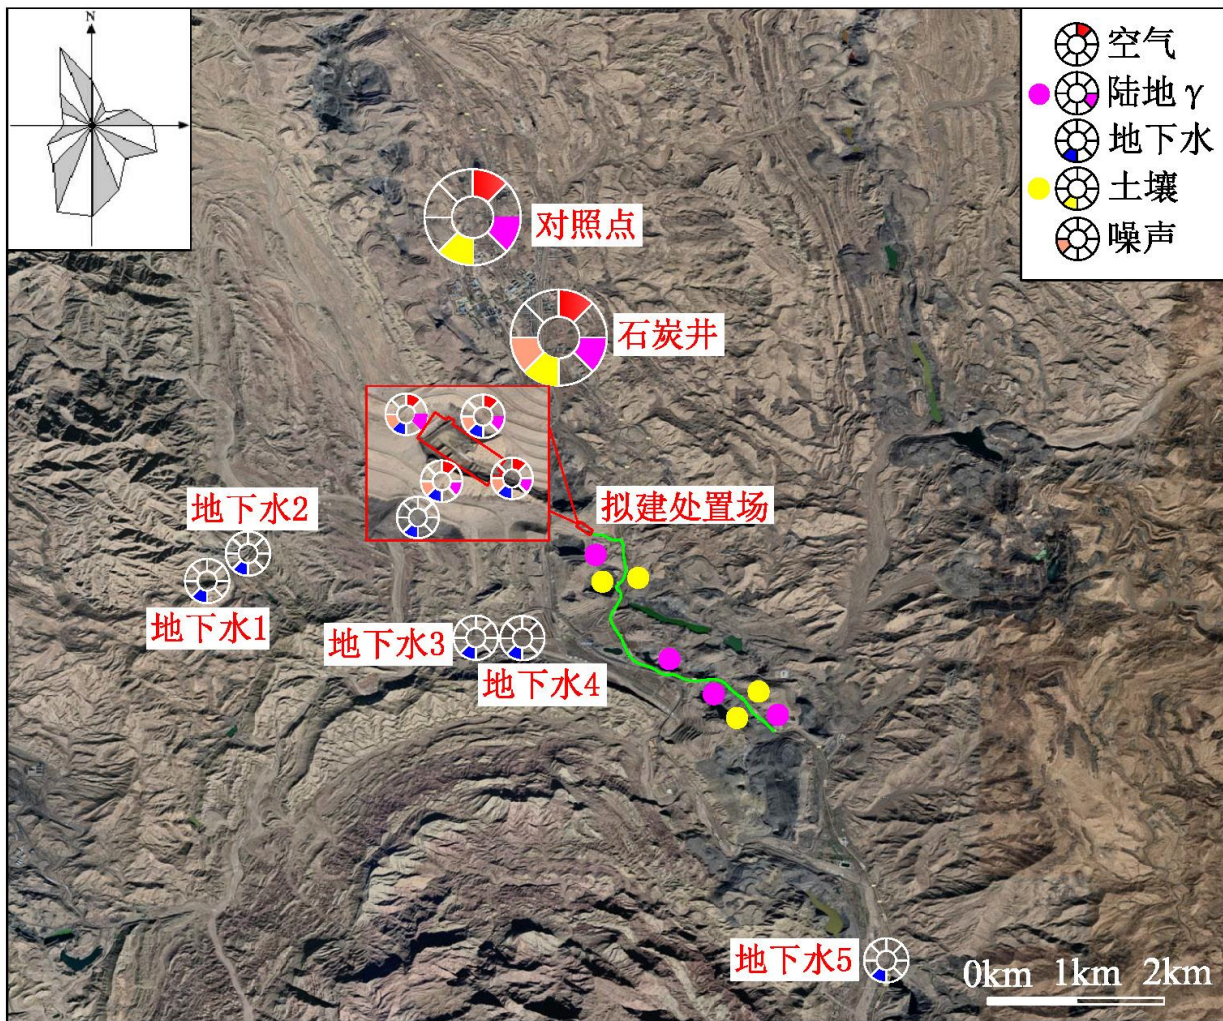 N
空气
陆地 γ
地下水
土壤
噪声
对照点
石炭井
拟建处置场
地下水2
地下水1
地下水3
地下水4
地下水5
0km 1km 2km